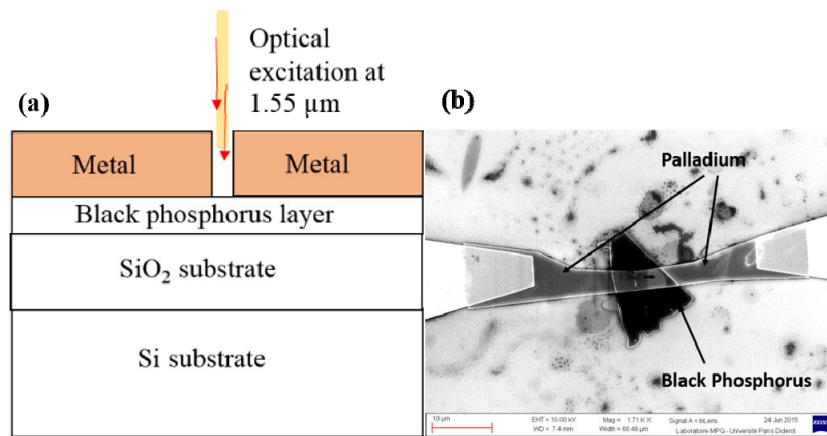 (a)
Optical
excitation at
1.55 µm
Metal
Metal
Black phosphorus layer
SiO₂ substrate
Si substrate
(b)
Palladium
Black Phosphorus
10 µm
EHT = 10.00 kV
Mag = 1.71 K X
Signal A = InLens
24 Jun 2015
WD = 7.4 mm
Width = 66.49 µm
Laboratoire MPQ - Université Paris Diderot
ZEISS